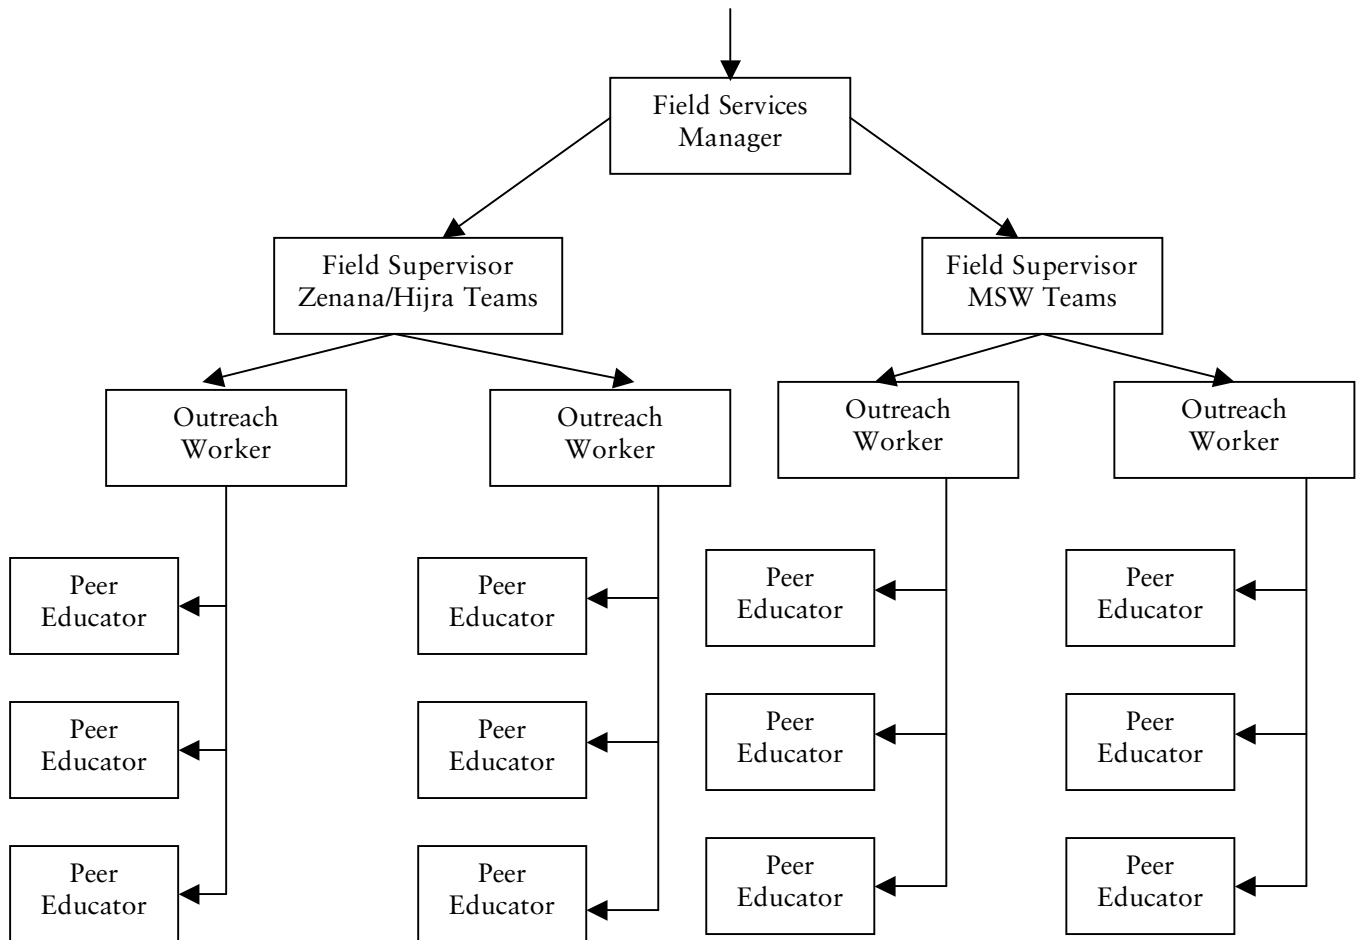 Field Services
Manager
Field Supervisor
Zenana/Hijra Teams
Field Supervisor
MSW Teams
Outreach
Worker
Outreach
Worker
Outreach
Worker
Outreach
Worker
Peer
Educator
Peer
Educator
Peer
Educator
Peer
Educator
Peer
Educator
Peer
Educator
Peer
Educator
Peer
Educator
Peer
Educator
Peer
Educator
Peer
Educator
Peer
Educator